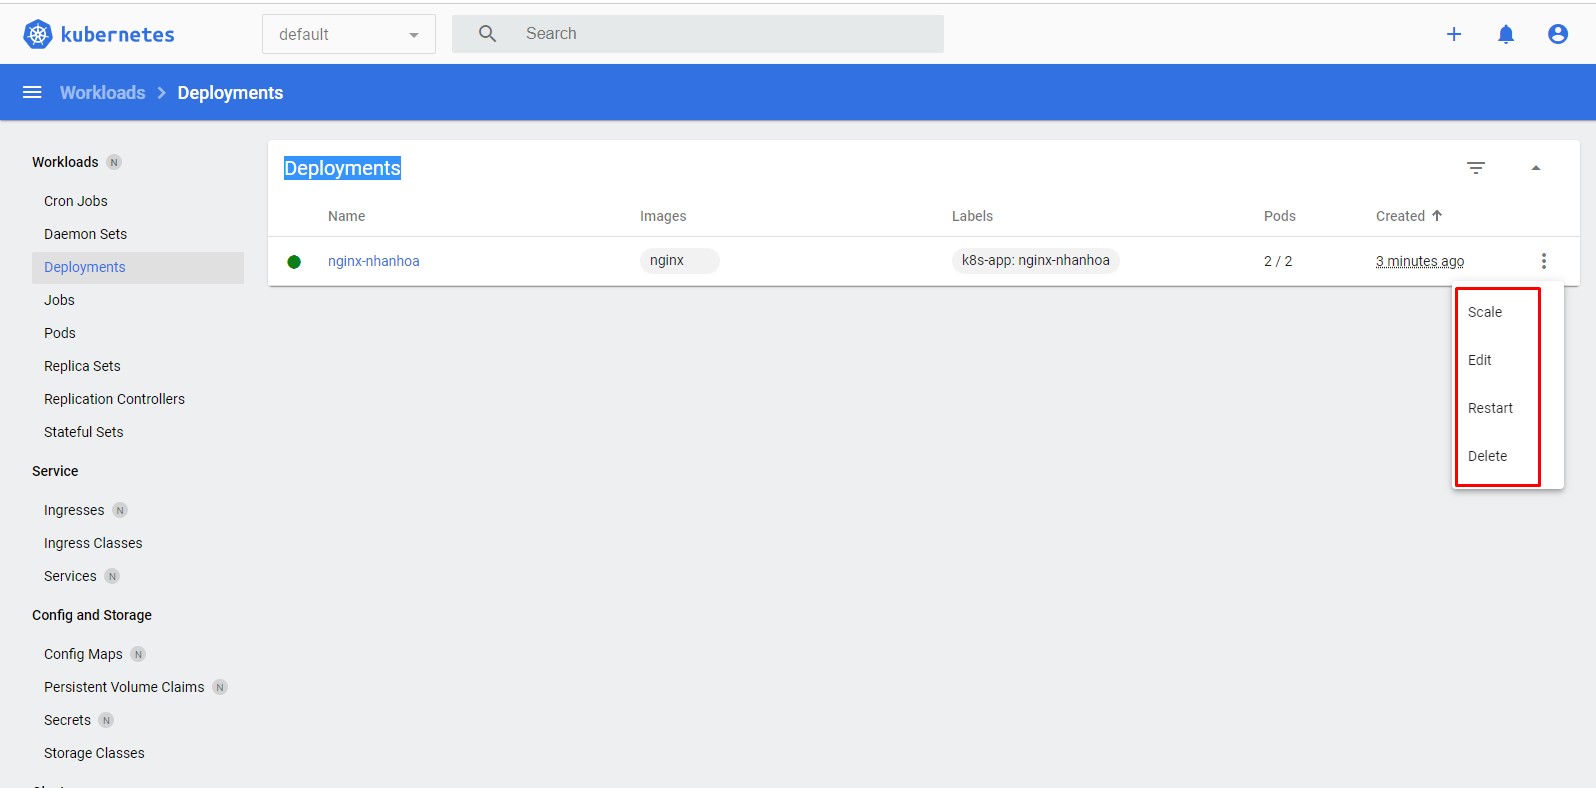 kubernetes
default
Search
Workloads > Deployments
Workloads N
Cron Jobs
Daemon Sets
Deployments
Jobs
Pods
Replica Sets
Replication Controllers
Stateful Sets
Service
Ingresses N
Ingress Classes
Services N
Config and Storage
Config Maps N
Persistent Volume Claims N
Secrets N
Storage Classes
Deployments
Name Images Labels Pods Created
nginx-nhanhoa nginx k8s-app: nginx-nhanhoa 2 / 2 3 minutes ago
Scale
Edit
Restart
Delete